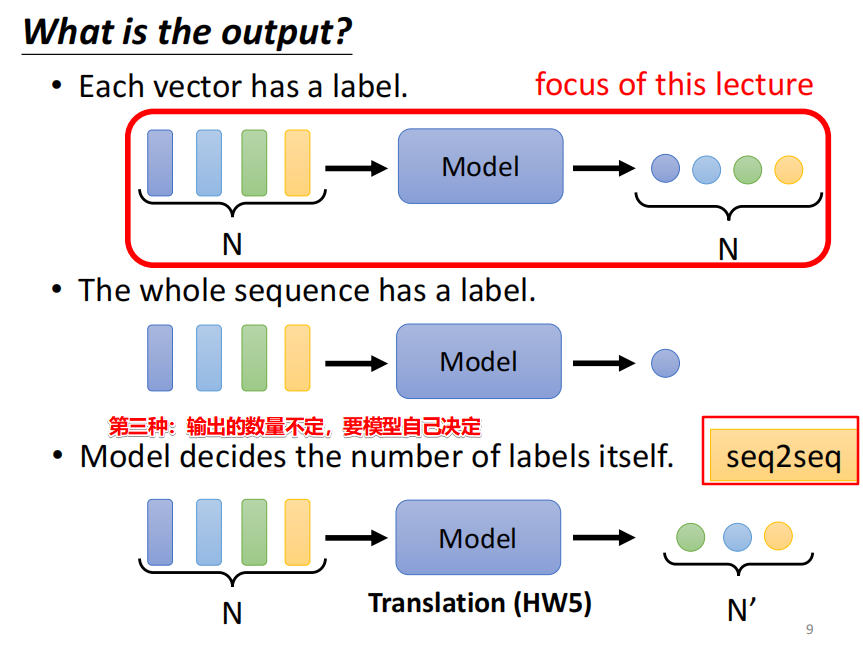 What is the output?
• Each vector has a label.
focus of this lecture
Model
N
N
• The whole sequence has a label.
Model
第三种：输出的数量不定，要模型自己决定
• Model decides the number of labels itself.
seq2seq
Model
N
Translation (HW5)
N’
9